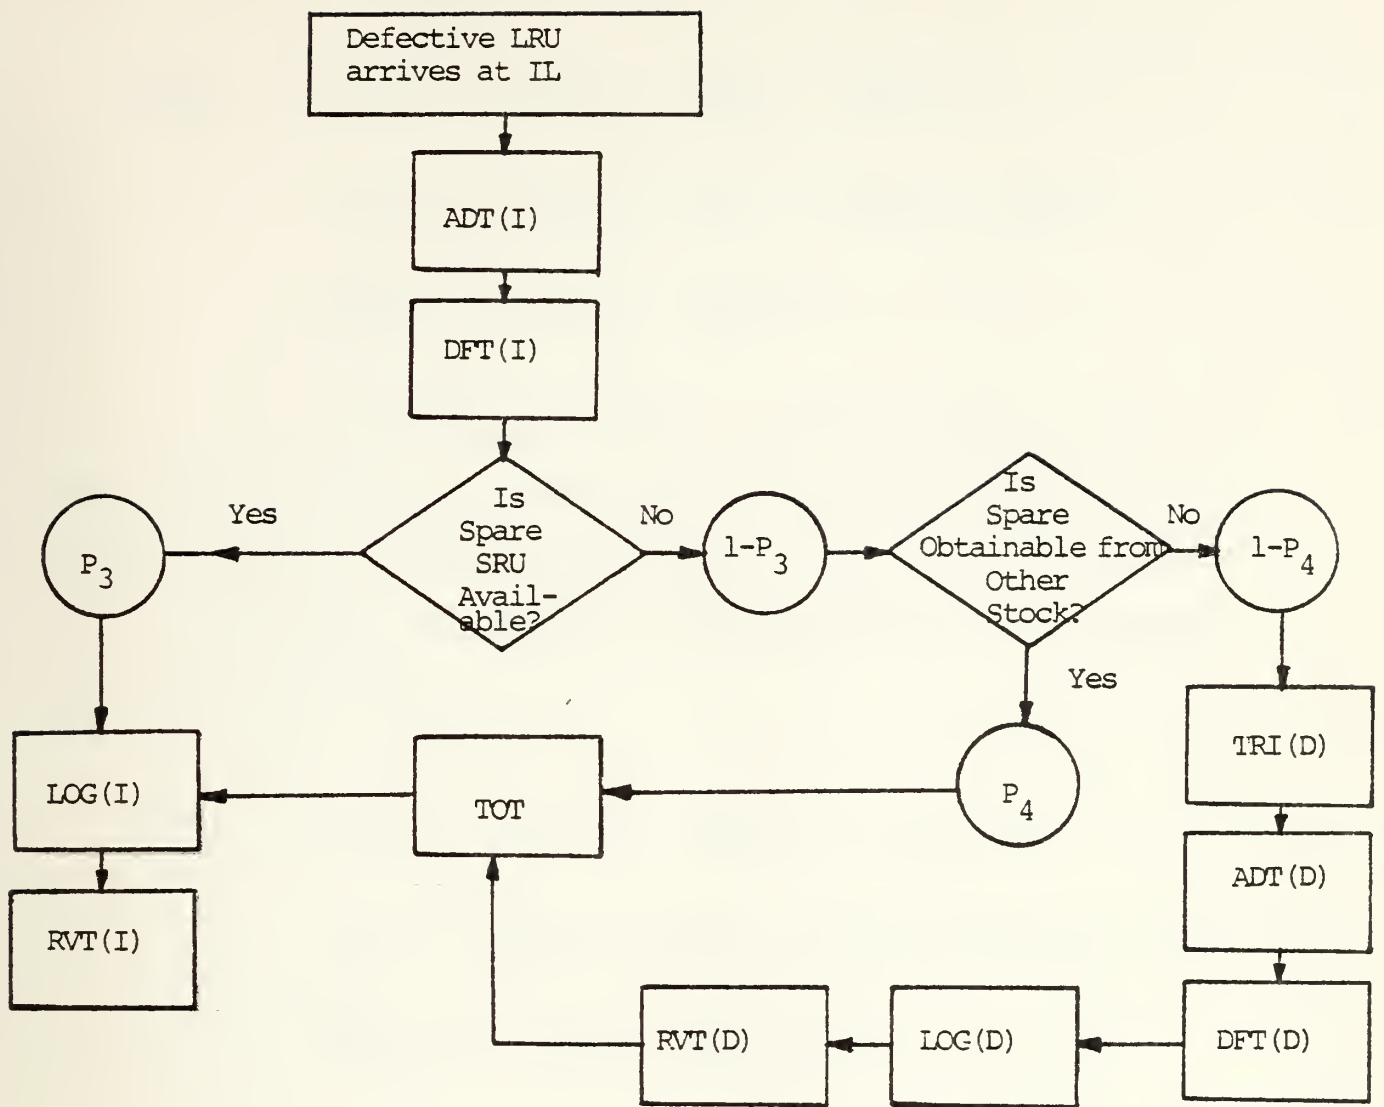 Defective LRU
arrives at IL
ADT(I)
DFT(I)
Is
Spare
SRU
Avail-
able?
Yes
P3
No
1-P3
Is
Spare
Obtainable from
Other
Stock?
No
1-P4
Yes
P4
TRI(D)
ADT(D)
DFT(D)
LOG(D)
RVT(D)
TOT
LOG(I)
RVT(I)